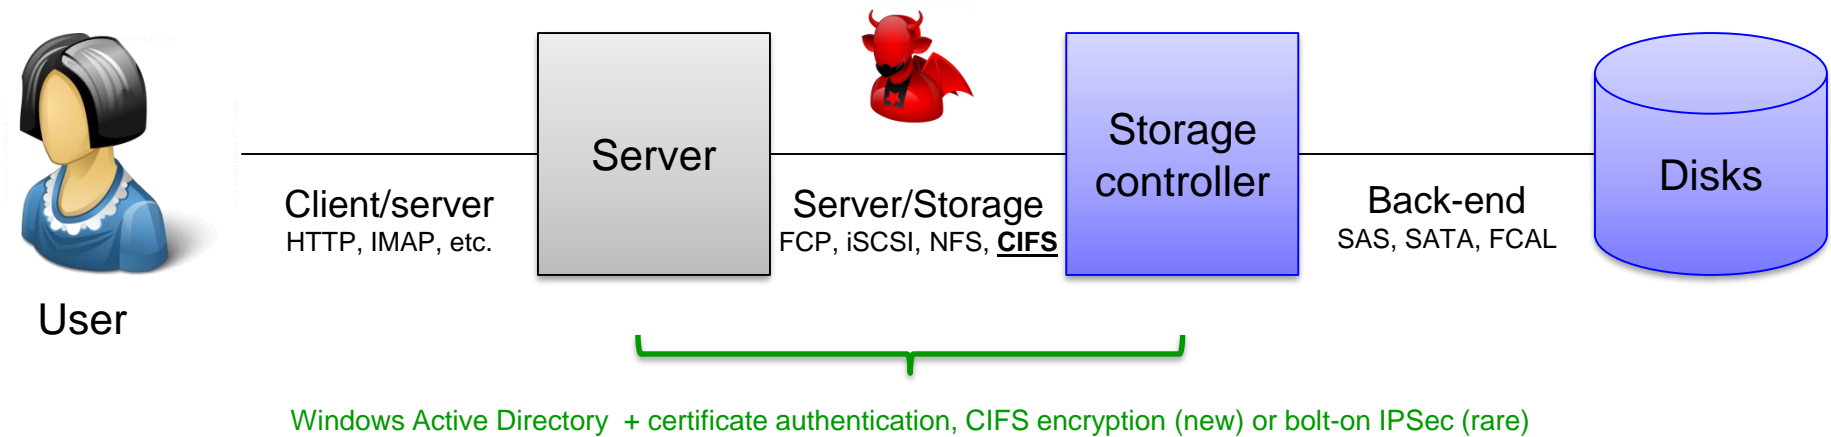 Server
Storage
controller
Disks
Client/server
HTTP, IMAP, etc.
Server/Storage
FCP, iSCSI, NFS, CIFS
Back-end
SAS, SATA, FCAL
User
Windows Active Directory + certificate authentication, CIFS encryption (new) or bolt-on IPSec (rare)